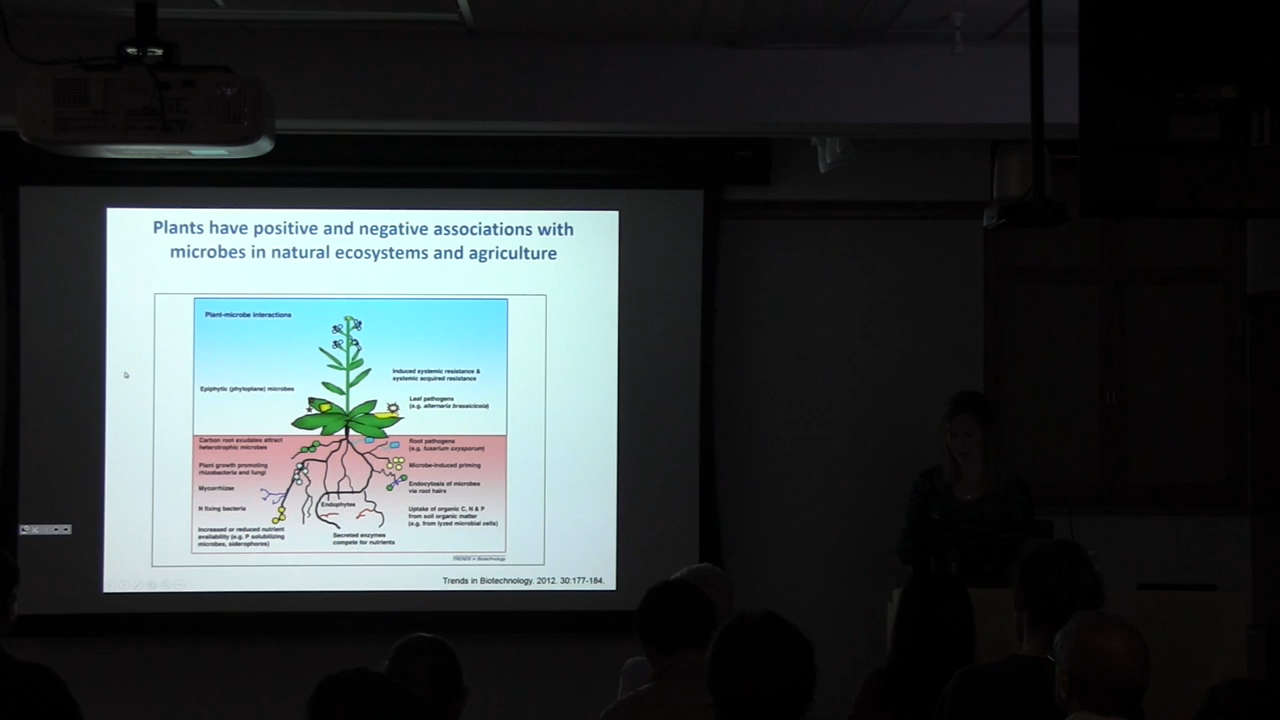 Plants have positive and negative associations with
microbes in natural ecosystems and agriculture
Plant-microbe interactions
Epiphytic (phylloplane) microbes
Induced systemic resistance &
systemic acquired resistance
Leaf pathogens
(e.g. alternaria brassicicola)
Carbon root exudates attract
heterotrophic microbes
Plant growth promoting
rhizobacteria and fungi
Mycorrhizae
N fixing bacteria
Increased or reduced nutrient
availability (e.g. P solubilizing
microbes, siderophores)
Endophytes
Secreted enzymes
compete for nutrients
Root pathogens
(e.g. fusarium oxysporum)
Microbe-induced priming
Endocytosis of microbes
via root hairs
Uptake of organic C, N & P
from soil organic matter
(e.g. from lyzed microbial cells)
TRENDS in Biotechnology
Trends in Biotechnology. 2012. 30:177-184.